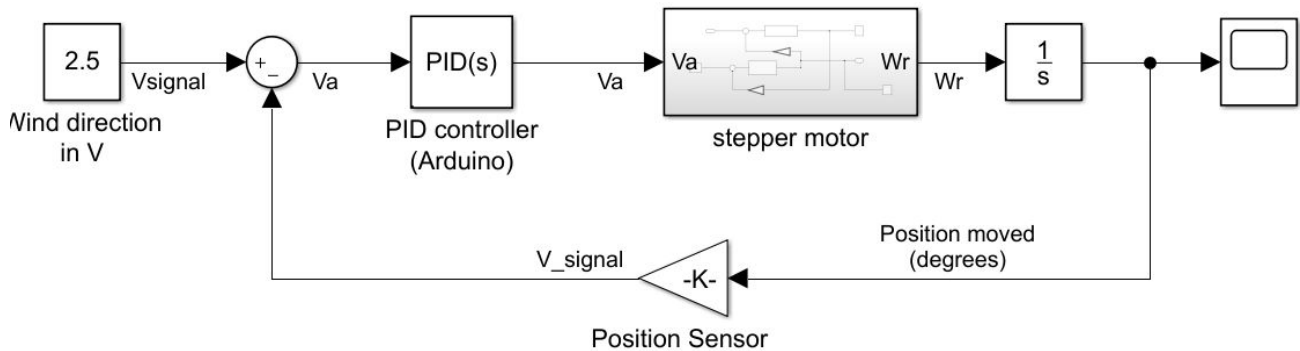 2.5
Vsignal
Wind direction
in V
+
−
Va
PID(s)
PID controller
(Arduino)
Va
Va
Wr
stepper motor
Wr
1
s
Position moved
(degrees)
V_signal
-K-
Position Sensor